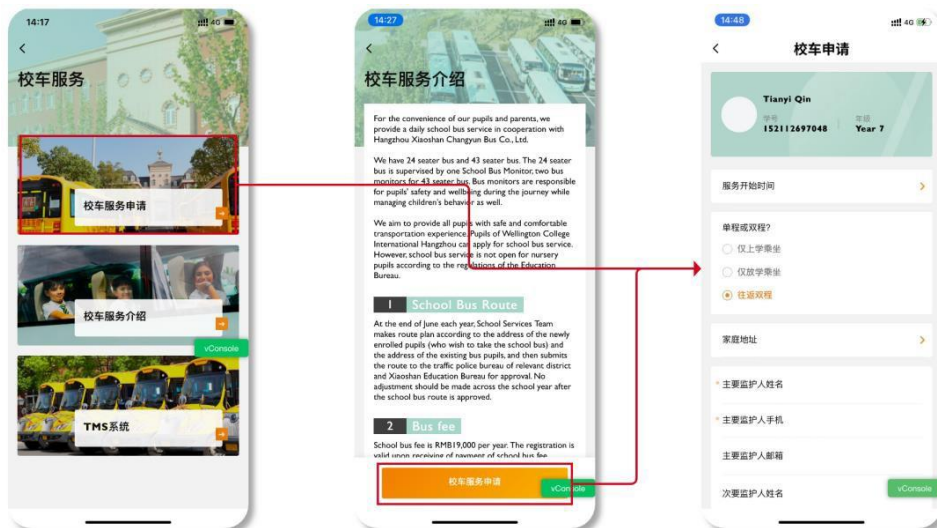 14:17
4G
校车服务
校车服务申请
校车服务介绍
vConsole
TMS系统
14:27
4G
校车服务介绍
For the convenience of our pupils and parents, we
provide a daily school bus service in cooperation with
Hangzhou Xiaoshan Changyun Bus Co., Ltd.
We have 24 seater bus and 43 seater bus. The 24 seater
bus is supervised by one School Bus Monitor, two bus
monitors for 43 seater bus. Bus monitors are responsible
for pupils' safety and wellbeing during the journey while
managing children's behavior as well.
We aim to provide all pupils with safe and comfortable
transportation experience. Pupils of Wellington College
International Hangzhou can apply for school bus service.
However, school bus service is not open for nursery
pupils according to the regulations of the Education
Bureau.
1 School Bus Route
At the end of June each year, School Services Team
makes route plan according to the address of the newly
enrolled pupils (who wish to take the school bus) and
the address of the existing bus pupils, and then submits
the route to the traffic police bureau of relevant district
and Xiaoshan Education Bureau for approval. No
adjustment should be made across the school year after
the school bus route is approved.
2 Bus fee
School bus fee is RMB19,000 per year. The registration is
valid upon receiving of payment of school bus fee
校车服务申请
vConsole
14:48
4G
校车申请
Tianyi Qin
学号 年级
152112697048 Year 7
服务开始时间
单程或双程?
仅上学乘坐
仅放学乘坐
往返双程
家庭地址
* 主要监护人姓名
* 主要监护人手机
主要监护人邮箱
次要监护人姓名
vConsole